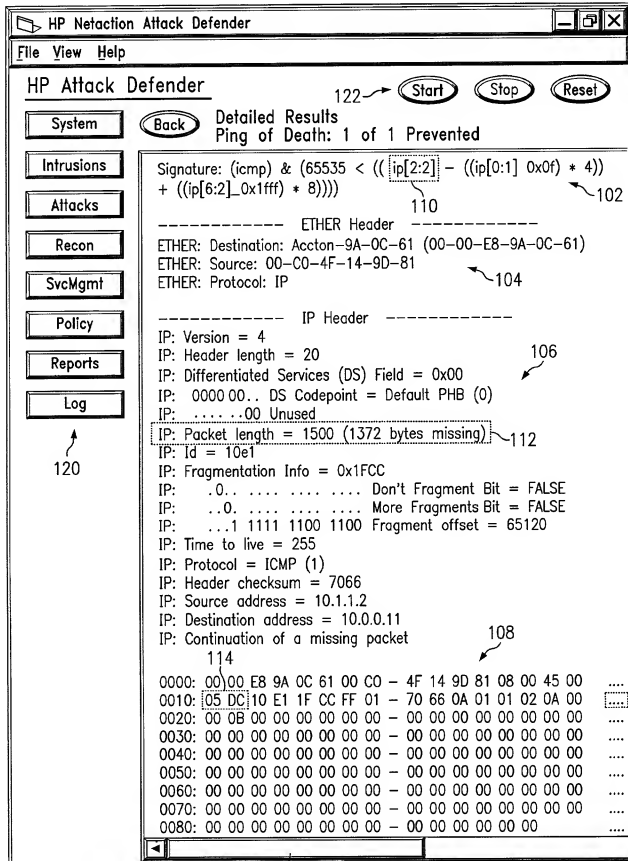 HP Netaction Attack Defender
File View Help
HP Attack Defender
122
Start Stop Reset
System
Back
Detailed Results
Ping of Death: 1 of 1 Prevented
Intrusions
Attacks
Recon
SvcMgmt
Policy
Reports
Log
120
Signature: (icmp) & (65535 < (( ip[2:2] – ((ip[0:1] 0x0f) * 4))
+ ((ip[6:2]_0x1fff) * 8))))
102
110
------------- ETHER Header -------------
ETHER: Destination: Accton–9A–0C–61 (00–00–E8–9A–0C–61)
ETHER: Source: 00–C0–4F–14–9D–81
ETHER: Protocol: IP
104
------------- IP Header -------------
IP: Version = 4
IP: Header length = 20
106
IP: Differentiated Services (DS) Field = 0x00
IP: 0000 00.. DS Codepoint = Default PHB (0)
IP: .... ..00 Unused
IP: Packet length = 1500 (1372 bytes missing)
112
IP: Id = 10e1
IP: Fragmentation Info = 0x1FCC
IP: .0.. .... .... .... Don't Fragment Bit = FALSE
IP: ..0. .... .... .... More Fragments Bit = FALSE
IP: ...1 1111 1100 1100 Fragment offset = 65120
IP: Time to live = 255
IP: Protocol = ICMP (1)
IP: Header checksum = 7066
IP: Source address = 10.1.1.2
IP: Destination address = 10.0.0.11
IP: Continuation of a missing packet
108
114
0000: 00 00 E8 9A 0C 61 00 C0 – 4F 14 9D 81 08 00 45 00 ....
0010: 05 DC 10 E1 1F CC FF 01 – 70 66 0A 01 01 02 0A 00 ....
0020: 00 0B 00 00 00 00 00 00 – 00 00 00 00 00 00 00 00 ....
0030: 00 00 00 00 00 00 00 00 – 00 00 00 00 00 00 00 00 ....
0040: 00 00 00 00 00 00 00 00 – 00 00 00 00 00 00 00 00 ....
0050: 00 00 00 00 00 00 00 00 – 00 00 00 00 00 00 00 00 ....
0060: 00 00 00 00 00 00 00 00 – 00 00 00 00 00 00 00 00 ....
0070: 00 00 00 00 00 00 00 00 – 00 00 00 00 00 00 00 00 ....
0080: 00 00 00 00 00 00 00 00 – 00 00 00 00 00 00 ....